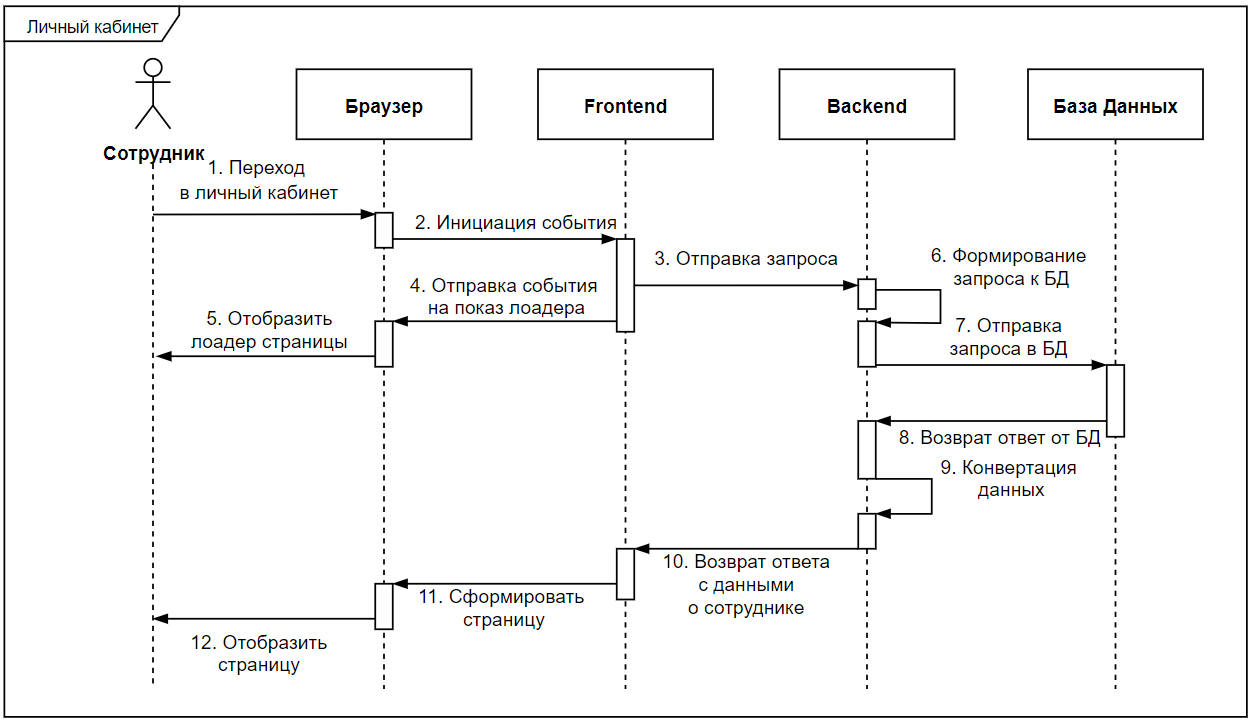 Личный кабинет
Браузер
Frontend
Backend
База Данных
Сотрудник
1. Переход
в личный кабинет
2. Инициация события
3. Отправка запроса
6. Формирование
запроса к БД
4. Отправка события
на показ лоадера
5. Отобразить
лоадер страницы
7. Отправка
запроса в БД
8. Возврат ответ от БД
9. Конвертация
данных
10. Возврат ответа
с данными
о сотруднике
11. Сформировать
страницу
12. Отобразить
страницу